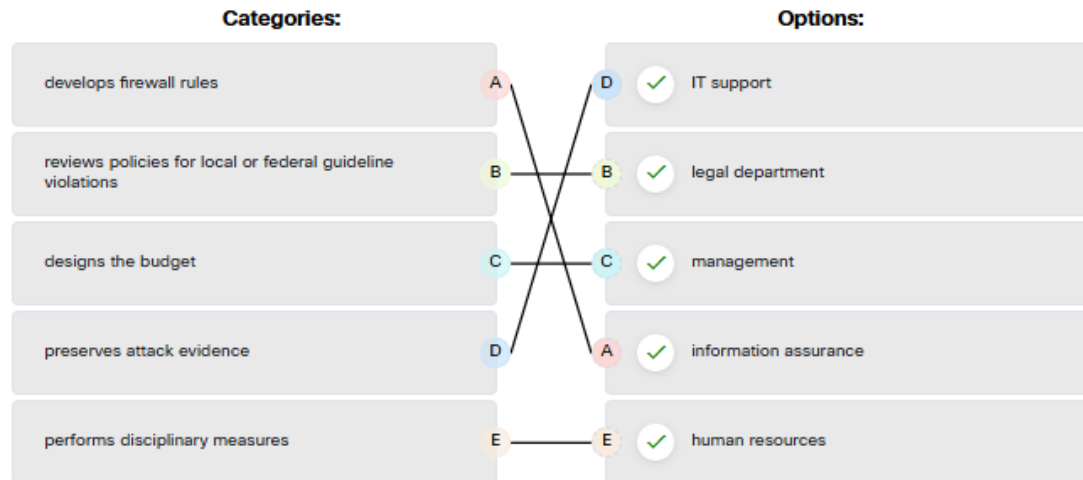 Categories:
Options:
develops firewall rules
A
D
IT support
reviews policies for local or federal guideline
violations
B
B
legal department
designs the budget
C
C
management
preserves attack evidence
D
A
information assurance
performs disciplinary measures
E
E
human resources